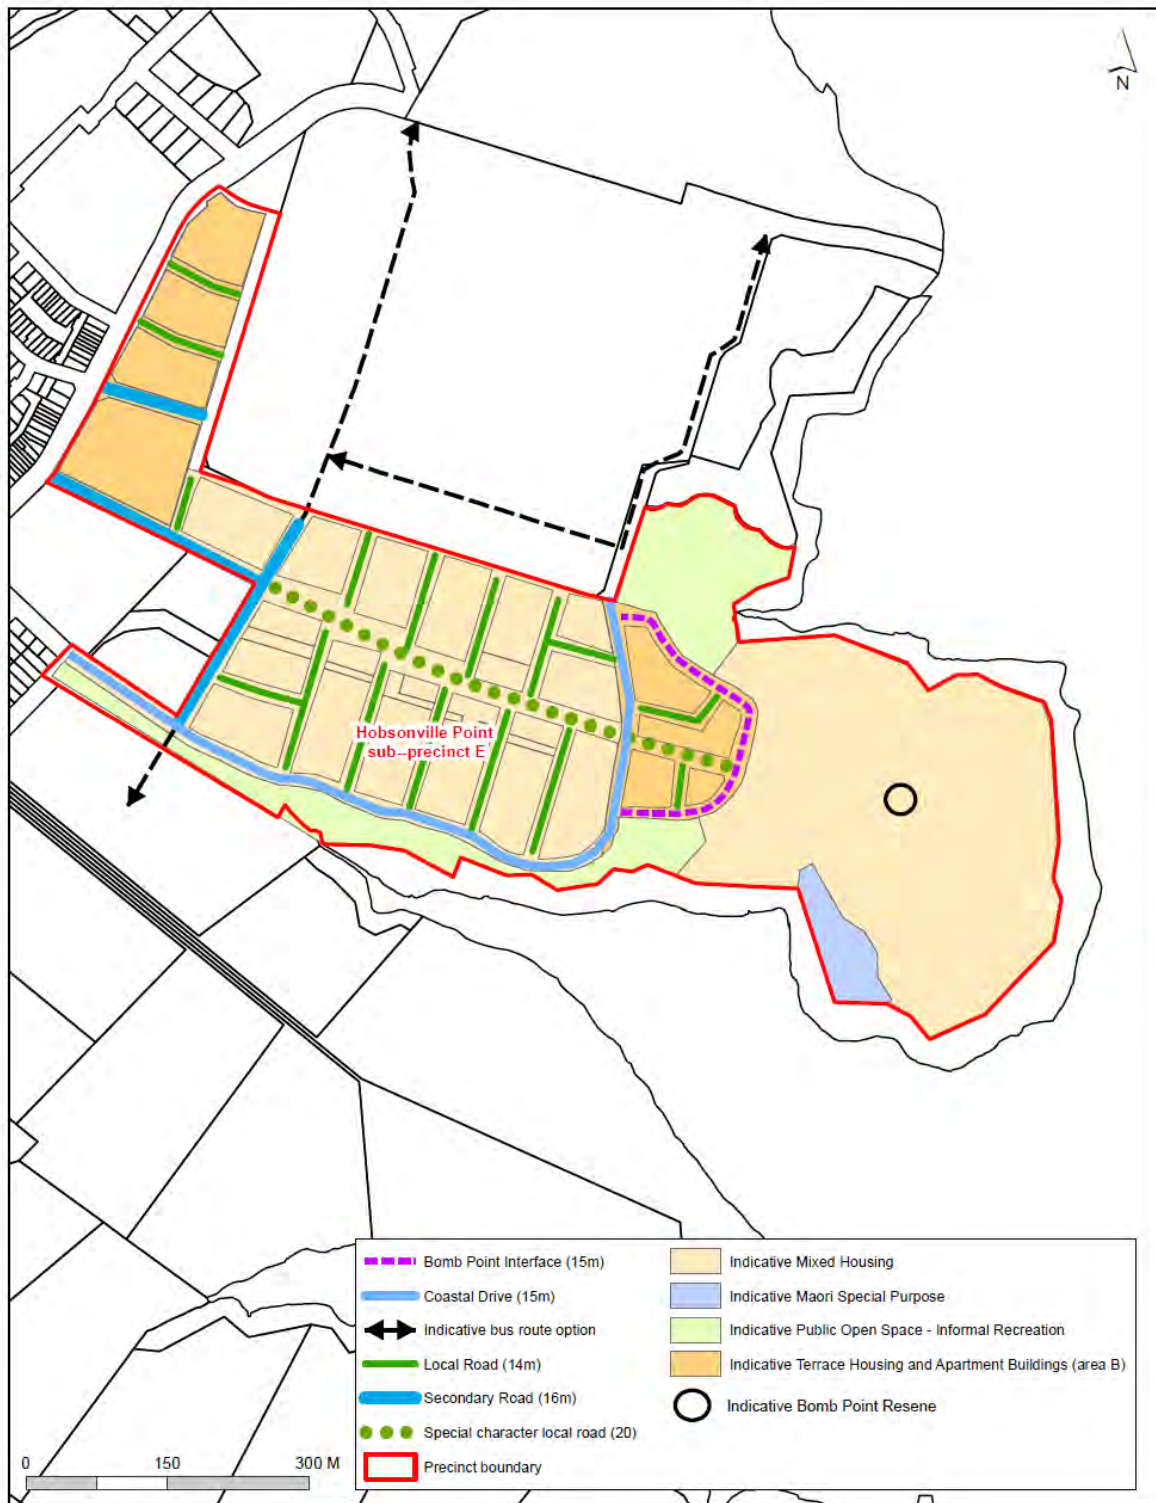 N
Hobsonville Point
sub--precinct E
Bomb Point Interface (15m)
Coastal Drive (15m)
Indicative bus route option
Local Road (14m)
Secondary Road (16m)
Special character local road (20)
Precinct boundary
Indicative Mixed Housing
Indicative Maori Special Purpose
Indicative Public Open Space - Informal Recreation
Indicative Terrace Housing and Apartment Buildings (area B)
Indicative Bomb Point Resene
0 150 300 M